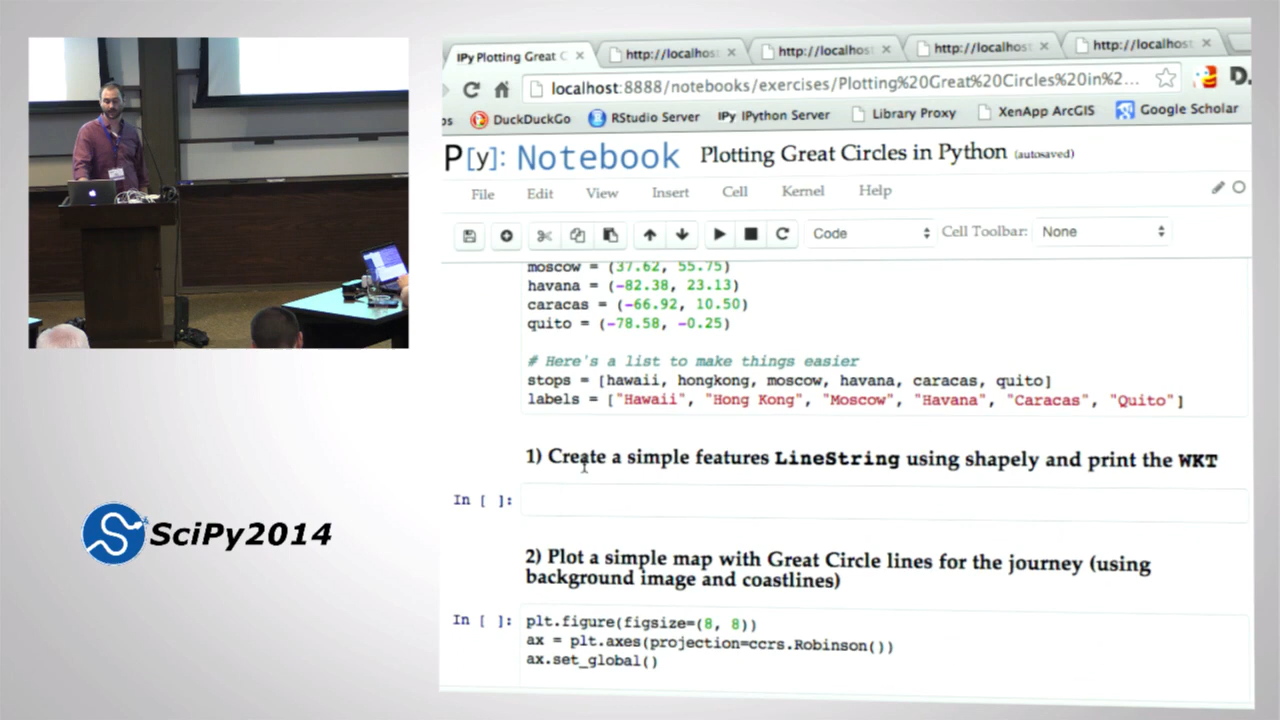 IPy Plotting Great C × http://localhost × http://localhost × http://localhost × http://localhost ×
localhost:8888/notebooks/exercises/Plotting%20Great%20Circles%20in%2...
DuckDuckGo RStudio Server IPy IPython Server Library Proxy XenApp ArcGIS Google Scholar
P[y]: Notebook Plotting Great Circles in Python (autosaved)
File Edit View Insert Cell Kernel Help
Code Cell Toolbar: None
moscow = (37.62, 55.75)
havana = (-82.38, 23.13)
caracas = (-66.92, 10.50)
quito = (-78.58, -0.25)
# Here's a list to make things easier
stops = [hawaii, hongkong, moscow, havana, caracas, quito]
labels = ["Hawaii", "Hong Kong", "Moscow", "Havana", "Caracas", "Quito"]
1) Create a simple features LineString using shapely and print the WKT
In [ ]:
2) Plot a simple map with Great Circle lines for the journey (using
background image and coastlines)
In [ ]: plt.figure(figsize=(8, 8))
ax = plt.axes(projection=ccrs.Robinson())
ax.set_global()
SciPy2014